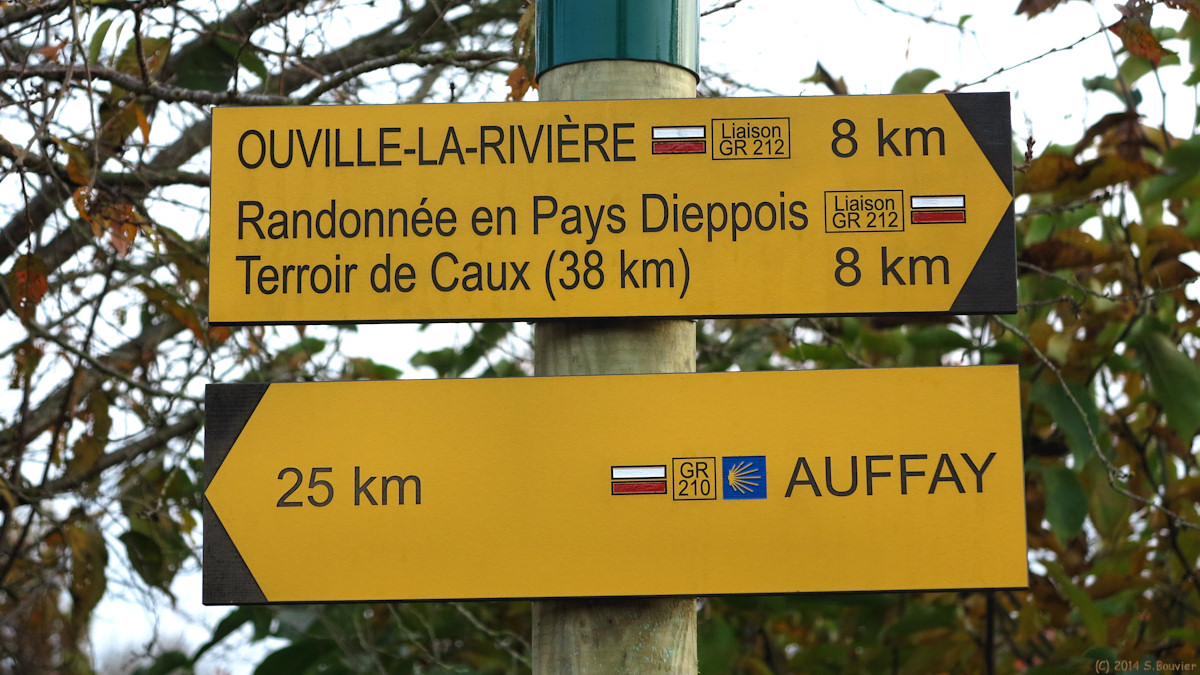 OUVILLE-LA-RIVIÈRE Liaison GR 212 8 km
Randonnée en Pays Dieppois Liaison GR 212
Terroir de Caux (38 km) 8 km
25 km GR 210 AUFFAY
(C) 2014 S.Bouvier